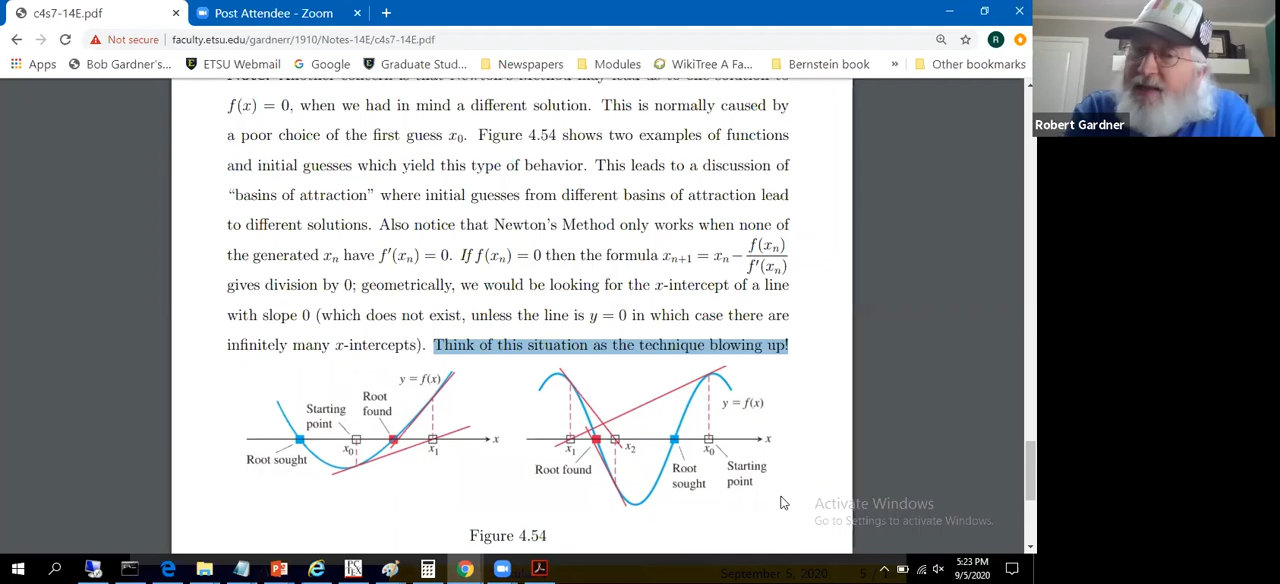 c4s7-14E.pdf
Post Attendee - Zoom
Not secure
faculty.etsu.edu/gardnerr/1910/Notes-14E/c4s7-14E.pdf
R
Apps
Bob Gardner's...
ETSU Webmail
Google
Graduate Stud...
Newspapers
Modules
WikiTree A Fa...
Bernstein book
»
Other bookmarks
Robert Gardner
f(x) = 0, when we had in mind a different solution. This is normally caused by
a poor choice of the first guess x₀. Figure 4.54 shows two examples of functions
and initial guesses which yield this type of behavior. This leads to a discussion of
“basins of attraction” where initial guesses from different basins of attraction lead
to different solutions. Also notice that Newton's Method only works when none of
the generated xₙ have f′(xₙ) = 0. If f(xₙ) = 0 then the formula xₙ₊₁ = xₙ − f(xₙ)/f′(xₙ)
gives division by 0; geometrically, we would be looking for the x-intercept of a line
with slope 0 (which does not exist, unless the line is y = 0 in which case there are
infinitely many x-intercepts). Think of this situation as the technique blowing up!
y = f(x)
Root
found
Starting
point
x₀
x₁
x
Root sought
y = f(x)
x₁
x₂
x₀
x
Root found
Root
sought
Starting
point
Figure 4.54
Activate Windows
Go to Settings to activate Windows.
September 5, 2020
5:23 PM
9/5/2020